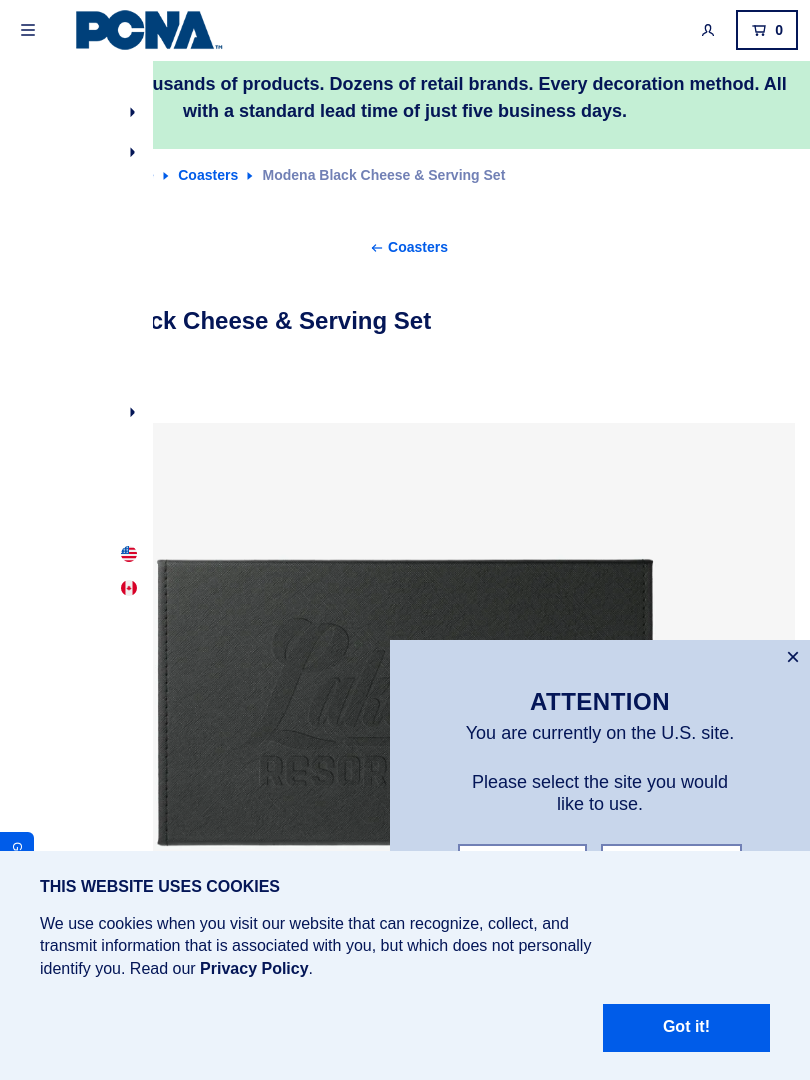 PCNA™
0
usands of products. Dozens of retail brands. Every decoration method. All
with a standard lead time of just five business days.
Coasters
Modena Black Cheese & Serving Set
Coasters
ck Cheese & Serving Set
RESOR
ATTENTION
You are currently on the U.S. site.
Please select the site you would
like to use.
G
THIS WEBSITE USES COOKIES
We use cookies when you visit our website that can recognize, collect, and
transmit information that is associated with you, but which does not personally
identify you. Read our Privacy Policy.
Got it!